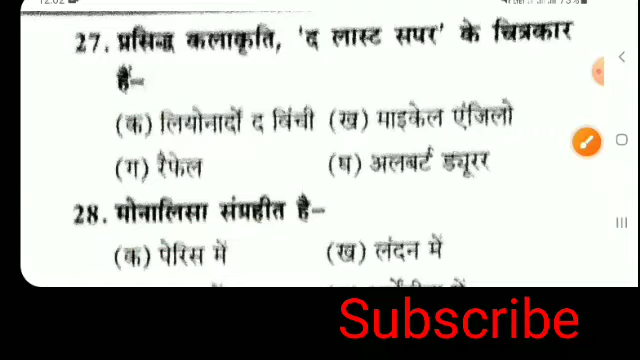 27. प्रसिद्ध कलाकृति, 'द लास्ट सपर' के चित्रकार
हैं–
(क) लियोनार्दो द विंची (ख) माइकेल एंजिलो
(ग) रैफेल (घ) अलबर्ट ड्यूरर
28. मोनालिसा संग्रहीत है–
(क) पेरिस में (ख) लंदन में
Subscribe